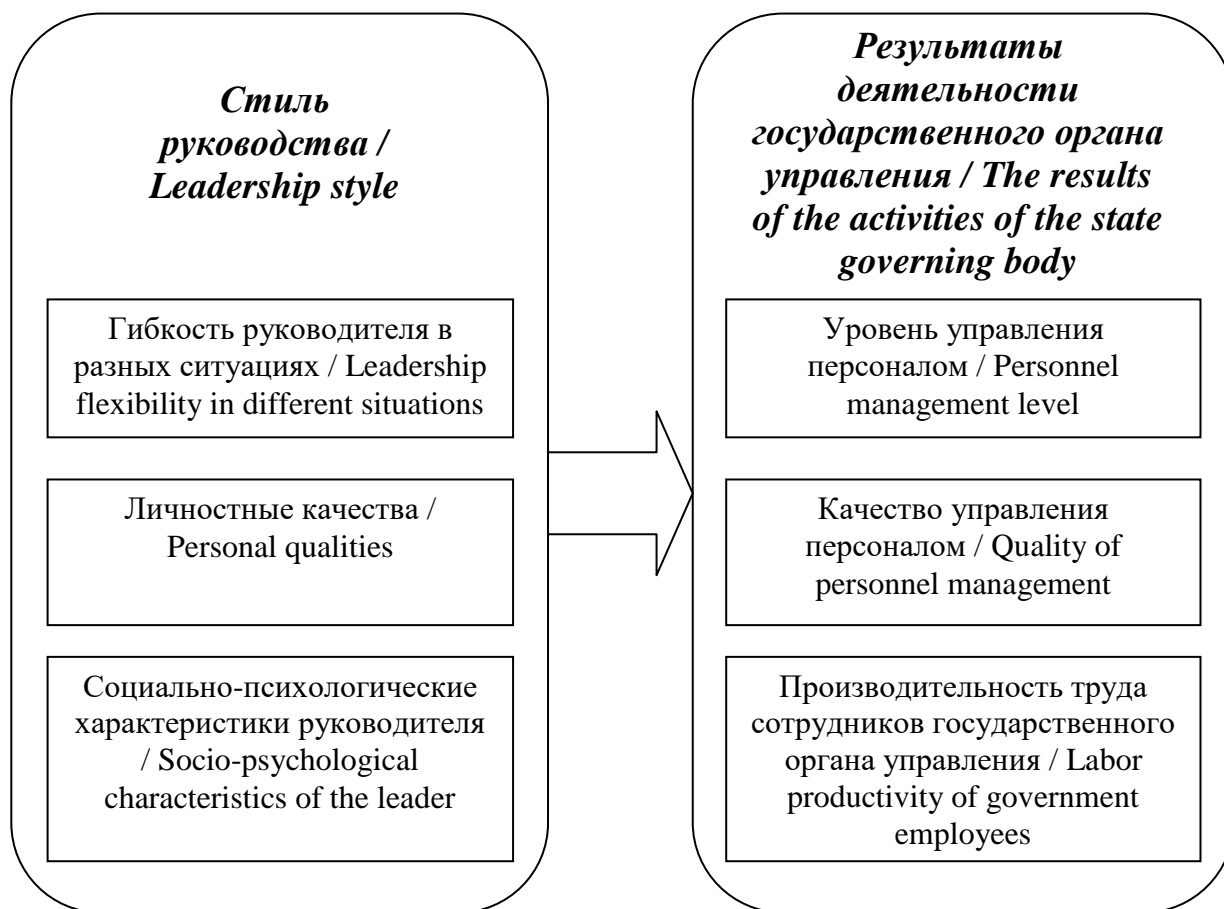 Стиль
руководства /
Leadership style
Гибкость руководителя в
разных ситуациях / Leadership
flexibility in different situations
Личностные качества /
Personal qualities
Социально-психологические
характеристики руководителя
/ Socio-psychological
characteristics of the leader
Результаты
деятельности
государственного органа
управления / The results
of the activities of the state
governing body
Уровень управления
персоналом / Personnel
management level
Качество управления
персоналом / Quality of
personnel management
Производительность труда
сотрудников государственного
органа управления / Labor
productivity of government
employees